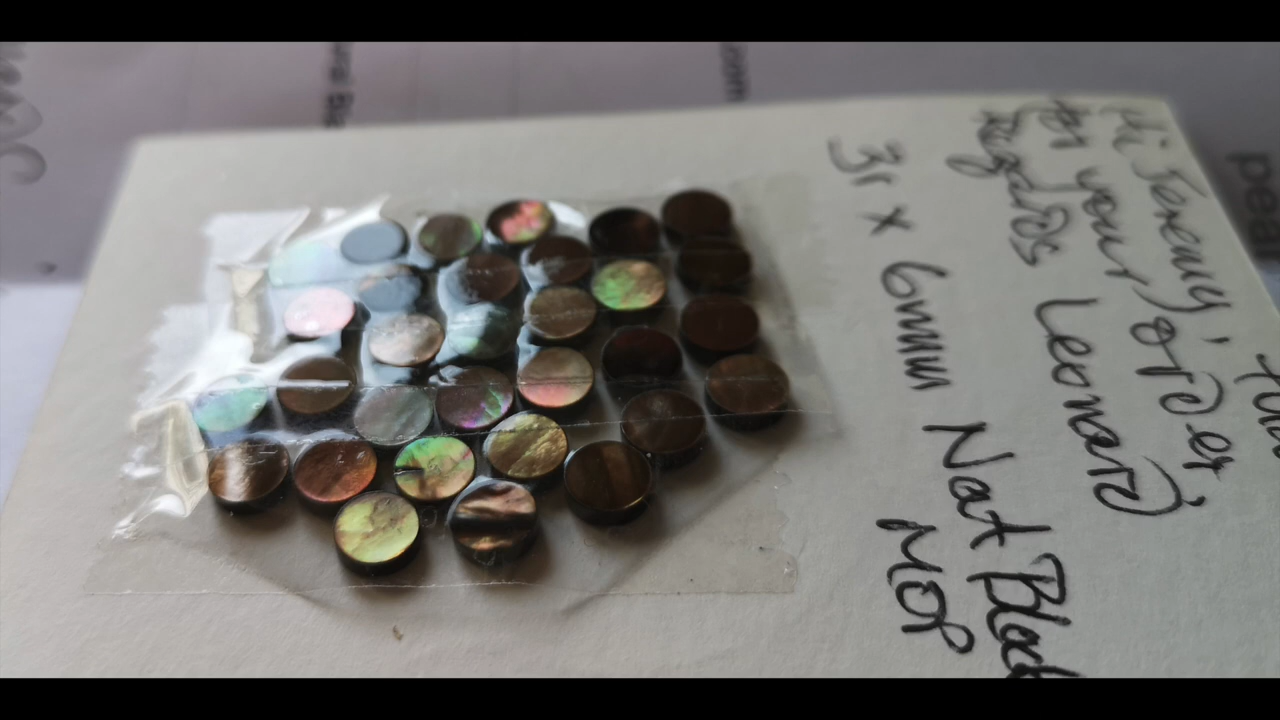 Hi Jeremy,
for your order,
Regards Leonard
31 x 6mm Nat Black
MOP